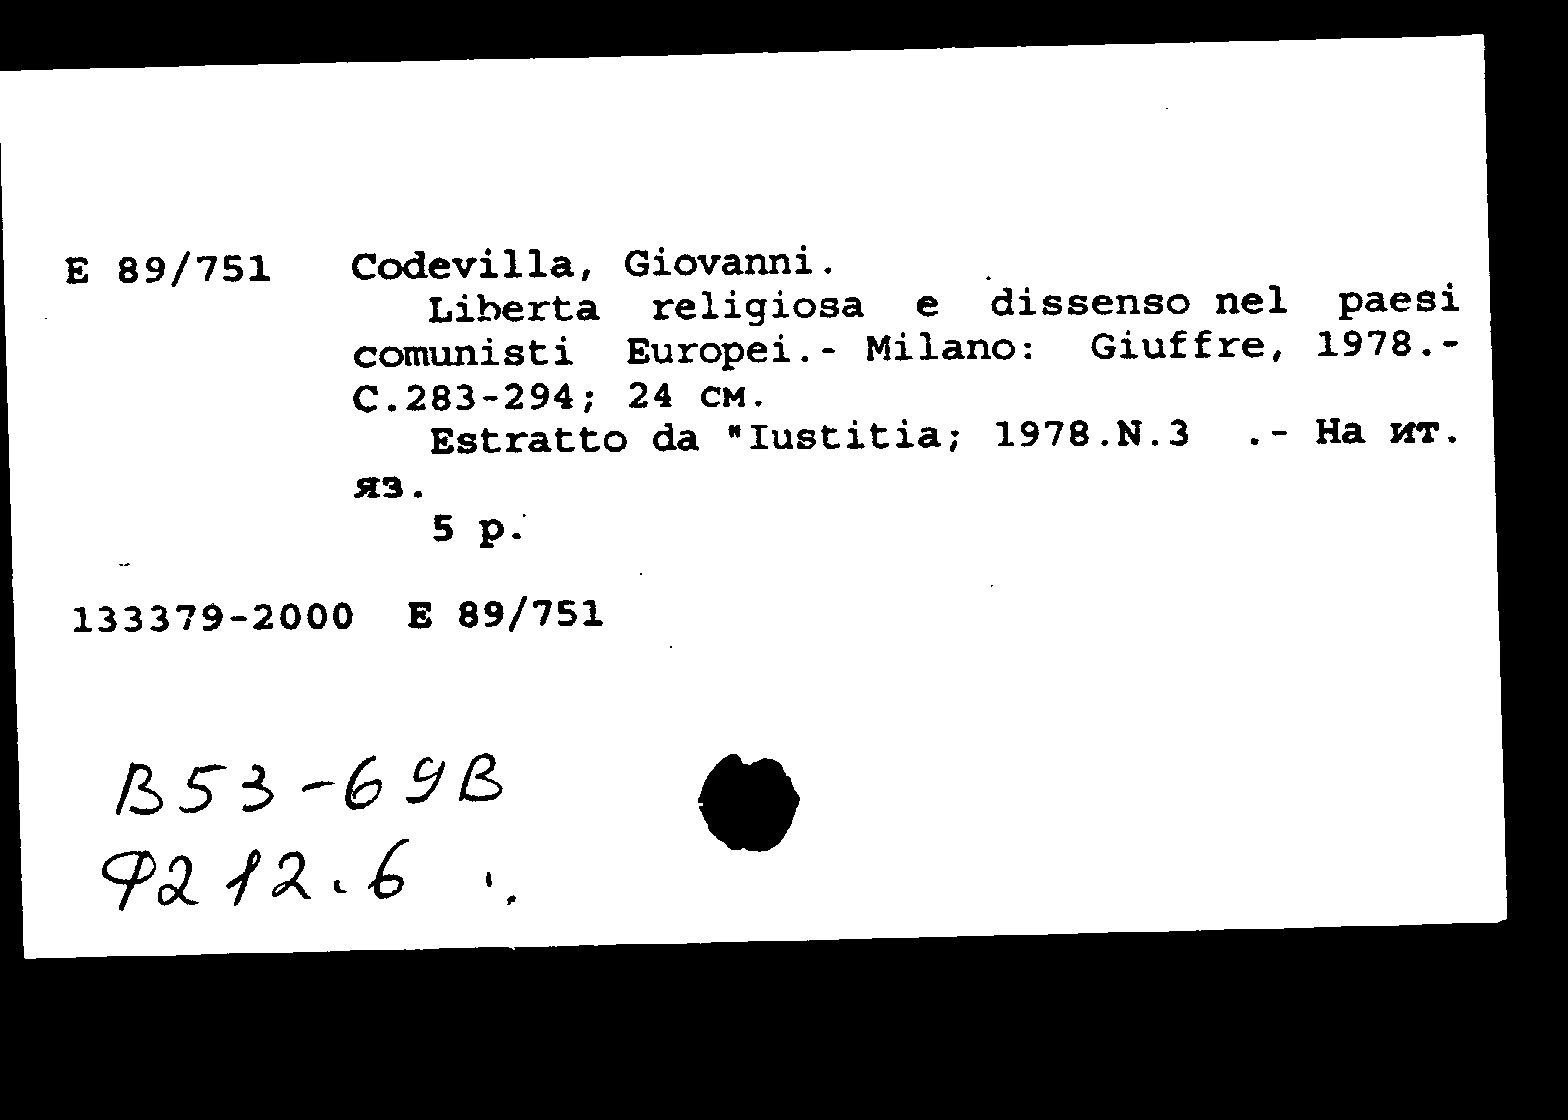 E 89/751 Codevilla, Giovanni.
Liberta religiosa e dissenso nel paesi
comunisti Europei.- Milano: Giuffre, 1978.-
С.283-294; 24 см.
Estratto da "Iustitia; 1978.N.3 .- На ит.
яз.
5 р.
133379-2000 E 89/751
В53-69В
Ф212.6